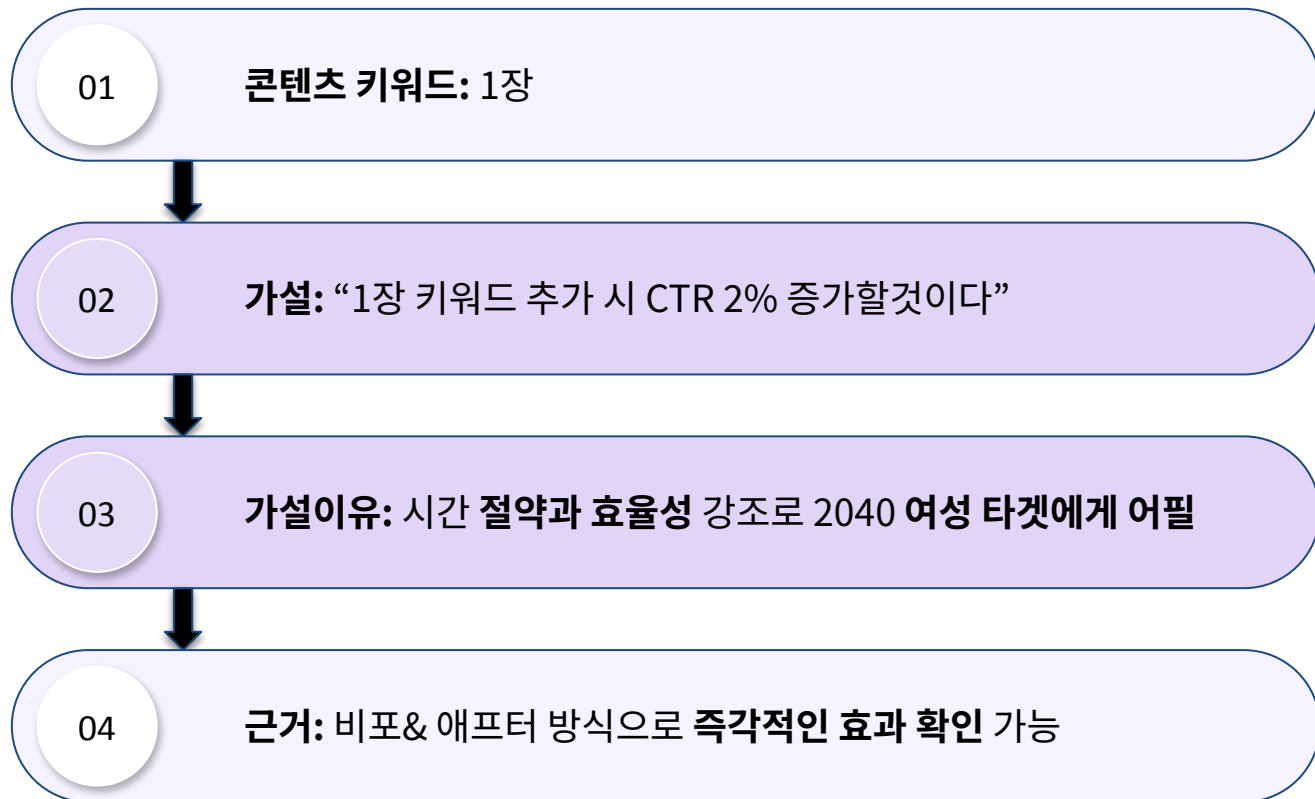 01
콘텐츠 키워드: 1장
02
가설: “1장 키워드 추가 시 CTR 2% 증가할것이다”
03
가설이유: 시간 절약과 효율성 강조로 2040 여성 타겟에게 어필
04
근거: 비포& 애프터 방식으로 즉각적인 효과 확인 가능